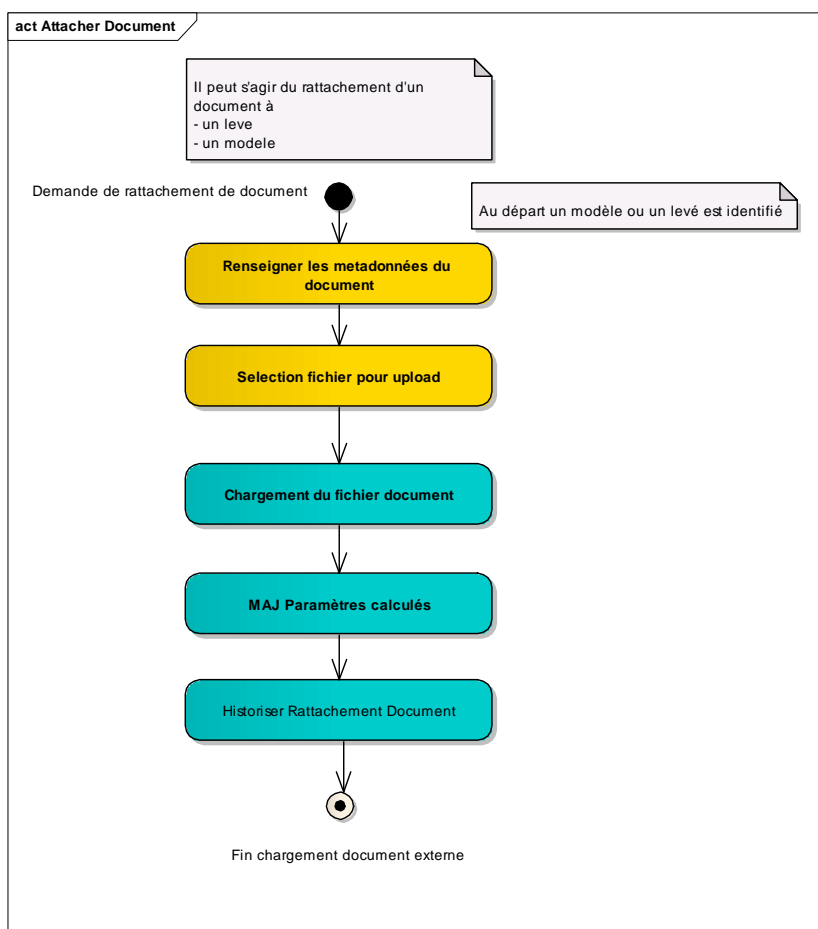 act Attacher Document
Il peut s'agir du rattachement d'un
document à
- un leve
- un modele
Demande de rattachement de document
Au départ un modèle ou un levé est identifié
Renseigner les metadonnées du
document
Selection fichier pour upload
Chargement du fichier document
MAJ Paramètres calculés
Historiser Rattachement Document
Fin chargement document externe